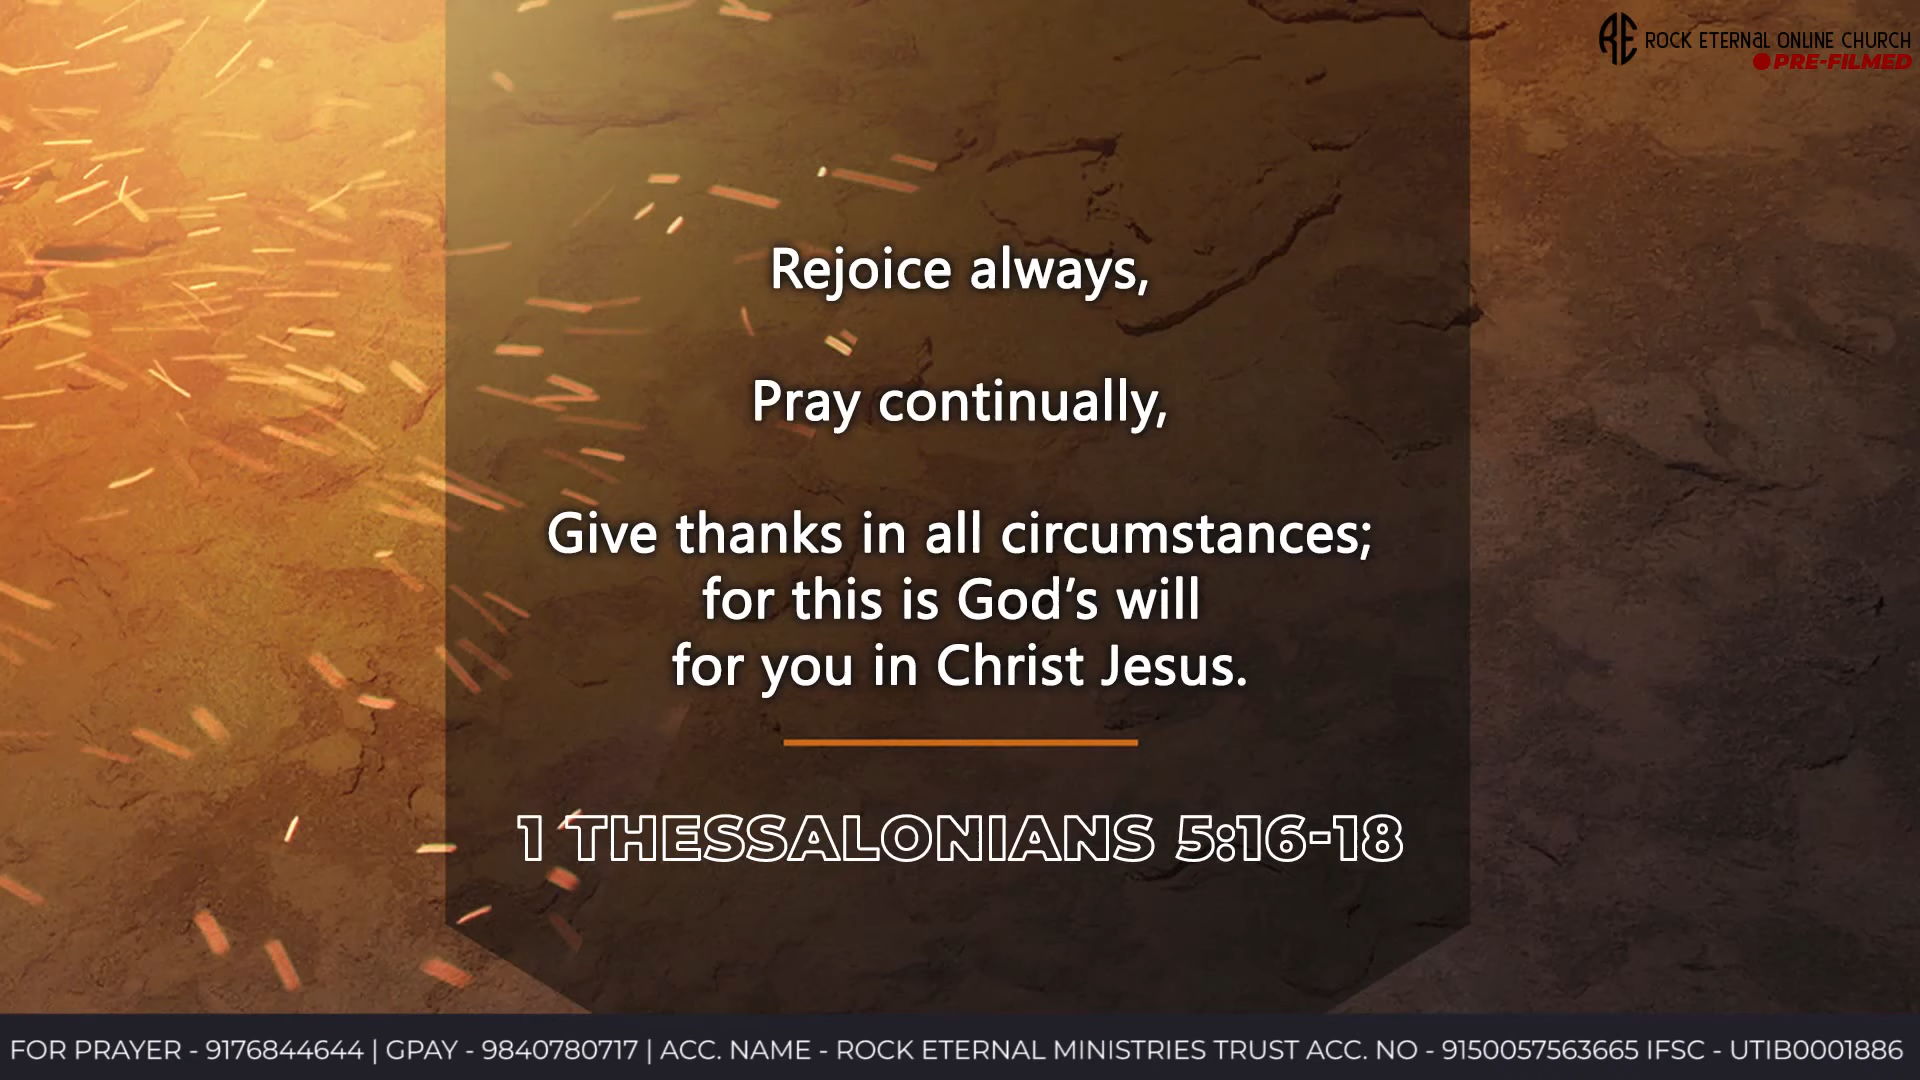 RE ROCK ETERNAL ONLINE CHURCH
PRE-FILMED
Rejoice always,
Pray continually,
Give thanks in all circumstances;
for this is God’s will
for you in Christ Jesus.
1 THESSALONIANS 5:16-18
FOR PRAYER - 9176844644 | GPAY - 9840780717 | ACC. NAME - ROCK ETERNAL MINISTRIES TRUST ACC. NO - 9150057563665 IFSC - UTIB0001886